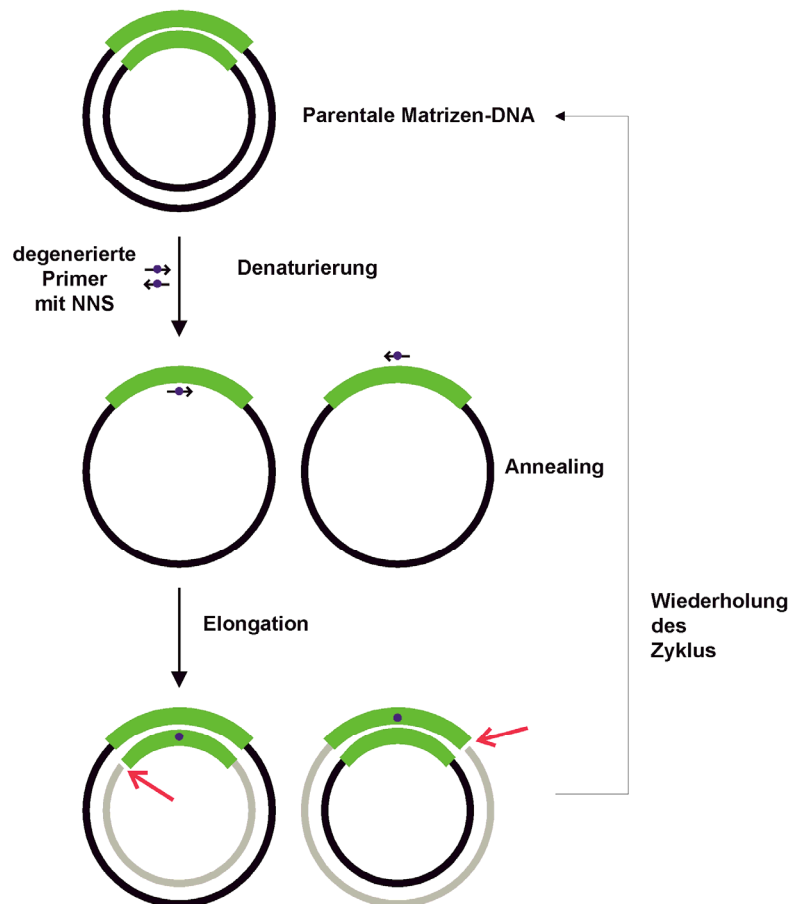 Parentale Matrizen-DNA
degenerierte
Primer
mit NNS
Denaturierung
Annealing
Elongation
Wiederholung
des
Zyklus